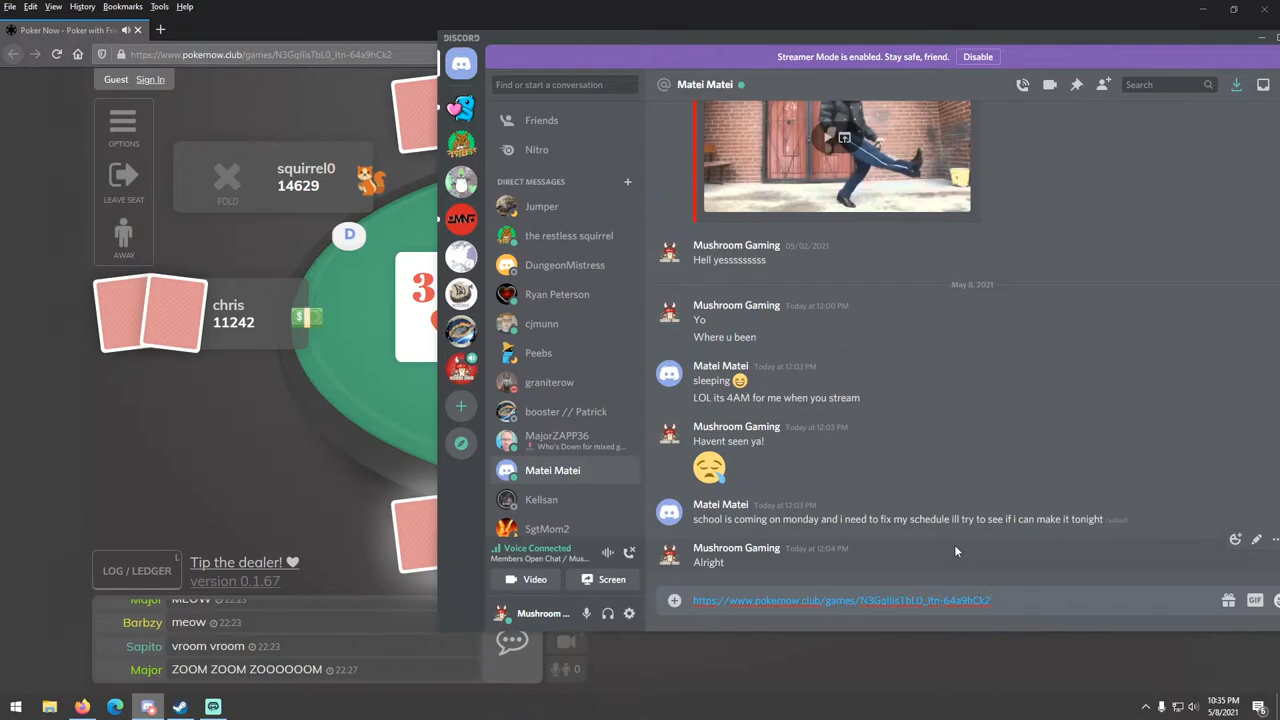 File Edit View History Bookmarks Tools Help
Poker Now - Poker with Frie
https://www.pokernow.club/games/N3GqIlisTbL0_Itn-64a9hCk2
Guest Sign In
OPTIONS
LEAVE SEAT
AWAY
FOLD
squirrel0
14629
D
chris
11242
3
LOG / LEDGER
L
Tip the dealer!
version 0.1.67
Major MEOW 22:23
Barbzy meow 22:23
Sapito vroom vroom 22:23
Major ZOOM ZOOM ZOOOOOOM 22:27
0
DISCORD
Streamer Mode is enabled. Stay safe, friend. Disable
Find or start a conversation
Friends
Nitro
DIRECT MESSAGES
Jumper
the restless squirrel
DungeonMistress
Ryan Peterson
cjmunn
Peebs
graniterow
booster // Patrick
MajorZAPP36
Who's Down for mixed g...
Matei Matei
Kellsan
SgtMom2
Voice Connected
Members Open Chat / Mus...
Video Screen
Mushroom ...
Matei Matei
Search
Mushroom Gaming 05/02/2021
Hell yesssssssss
May 8, 2021
Mushroom Gaming Today at 12:00 PM
Yo
Where u been
Matei Matei Today at 12:03 PM
sleeping
LOL its 4AM for me when you stream
Mushroom Gaming Today at 12:03 PM
Havent seen ya!
Matei Matei Today at 12:03 PM
school is coming on monday and i need to fix my schedule ill try to see if i can make it tonight (edited)
Mushroom Gaming Today at 12:04 PM
Alright
https://www.pokernow.club/games/N3GqIlisTbL0_Itn-64a9hCk2
GIF
10:35 PM
5/8/2021